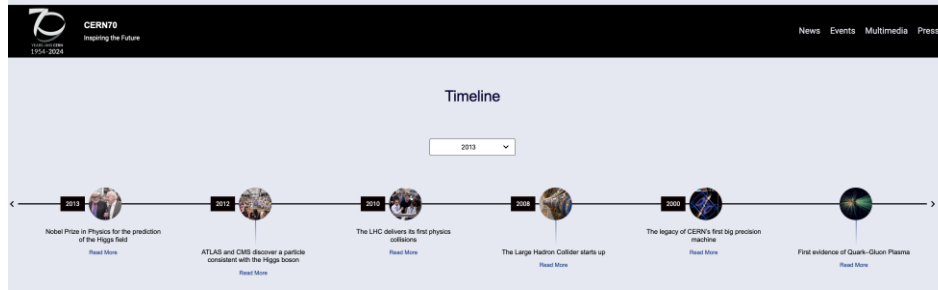 CERN70
Inspiring the Future
YEARS/ANS CERN
1954-2024
News Events Multimedia Press
Timeline
2013
2013
Nobel Prize in Physics for the prediction
of the Higgs field
Read More
2012
ATLAS and CMS discover a particle
consistent with the Higgs boson
Read More
2010
The LHC delivers its first physics
collisions
Read More
2008
The Large Hadron Collider starts up
Read More
2000
The legacy of CERN's first big precision
machine
Read More
First evidence of Quark–Gluon Plasma
Read More